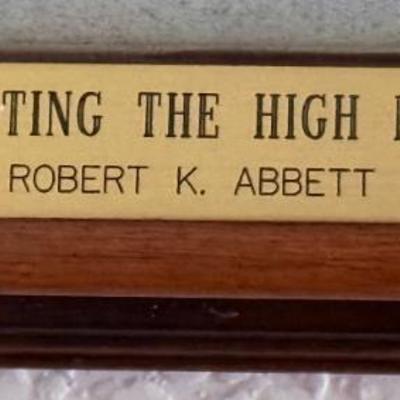 TING THE HIGH
ROBERT K. ABBETT